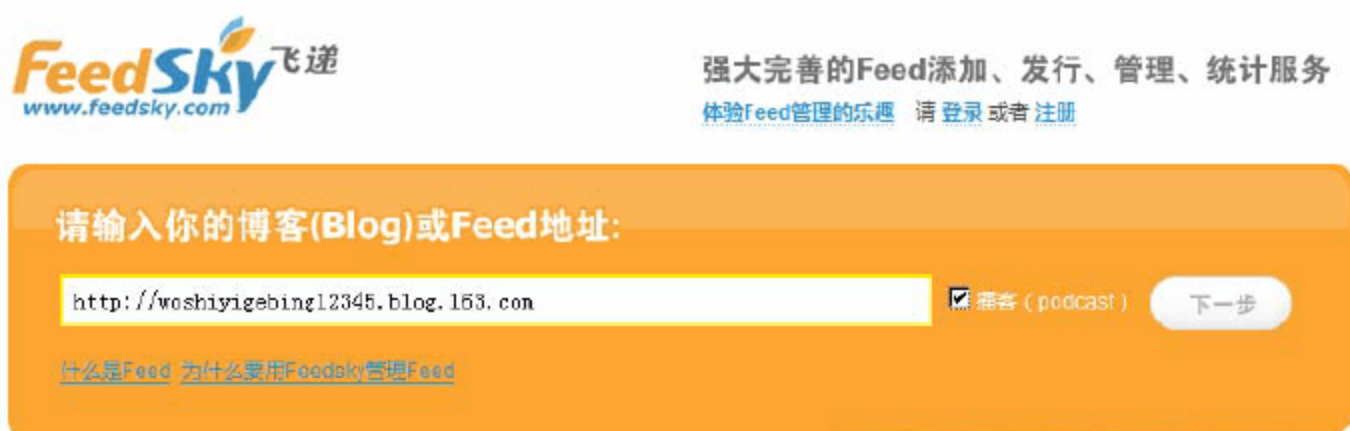 FeedSky飞递
www.feedsky.com
强大完善的Feed添加、发行、管理、统计服务
体验Feed管理的乐趣 请 登录 或者 注册
请输入你的博客(Blog)或Feed地址:
http://woshiyigebing12345.blog.163.com
播客 ( podcast )
下一步
什么是Feed 为什么要用Feedsky管理Feed